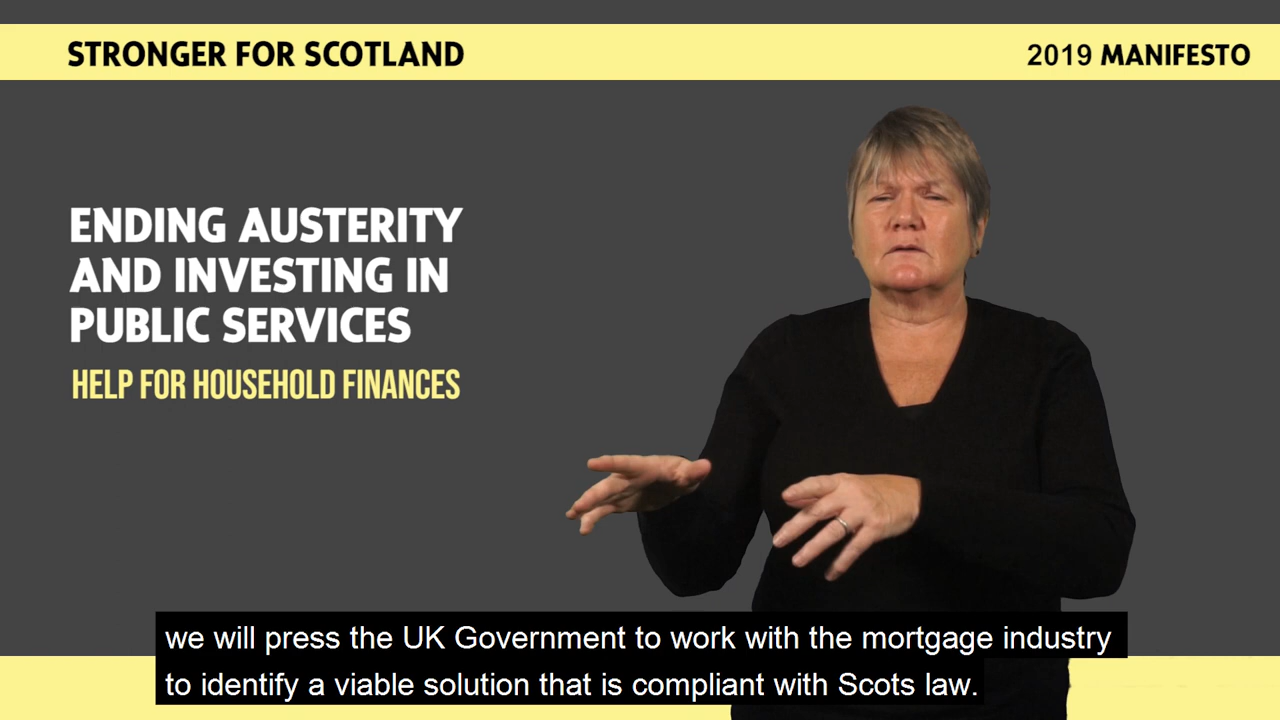 STRONGER FOR SCOTLAND
2019 MANIFESTO
ENDING AUSTERITY
AND INVESTING IN
PUBLIC SERVICES
HELP FOR HOUSEHOLD FINANCES
we will press the UK Government to work with the mortgage industry
to identify a viable solution that is compliant with Scots law.